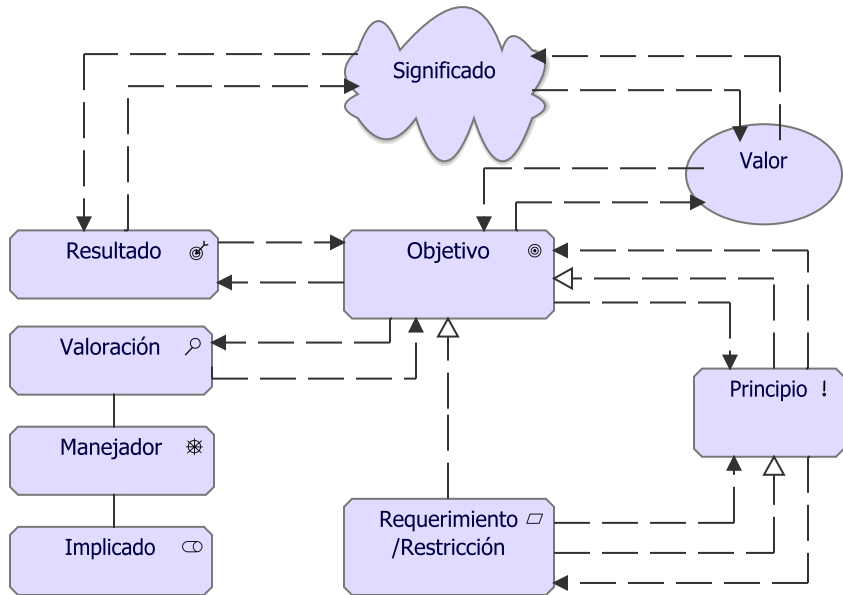 Significado
Valor
Resultado
Objetivo
Valoración
Principio !
Manejador
Requerimiento
/Restricción
Implicado